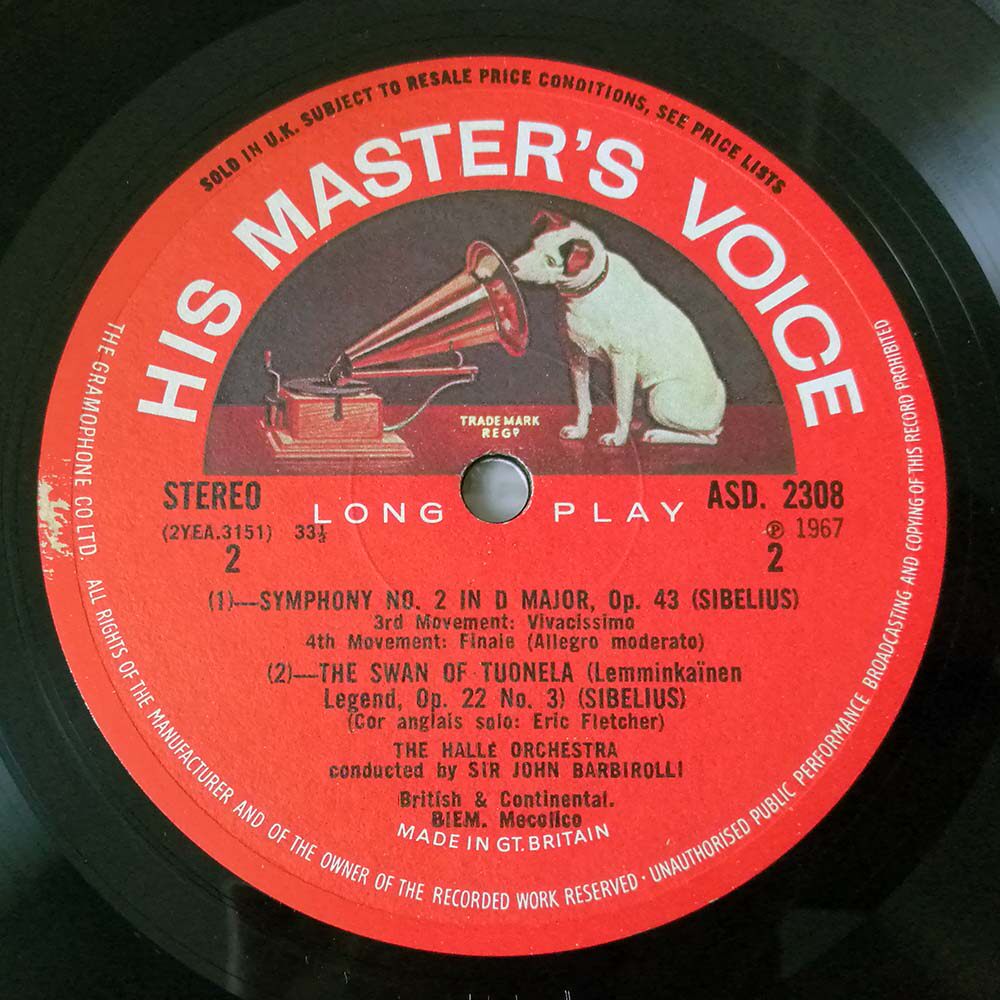 SOLD IN U.K. SUBJECT TO RESALE PRICE CONDITIONS, SEE PRICE LISTS
HIS MASTER'S VOICE
TRADE MARK
REGD
STEREO
LONG PLAY
ASD. 2308
(2YEA.3151) 33⅓
℗ 1967
2
2
(1)—SYMPHONY NO. 2 IN D MAJOR, Op. 43 (SIBELIUS)
3rd Movement: Vivacissimo
4th Movement: Finale (Allegro moderato)
(2)—THE SWAN OF TUONELA (Lemminkaïnen
Legend, Op. 22 No. 3) (SIBELIUS)
(Cor anglais solo: Eric Fletcher)
THE HALLÉ ORCHESTRA
conducted by SIR JOHN BARBIROLLI
British & Continental.
BIEM. Mecolico
MADE IN GT. BRITAIN
THE GRAMOPHONE CO LTD. ALL RIGHTS OF THE MANUFACTURER AND OF THE OWNER OF THE RECORDED WORK RESERVED · UNAUTHORISED PUBLIC PERFORMANCE BROADCASTING AND COPYING OF THIS RECORD PROHIBITED